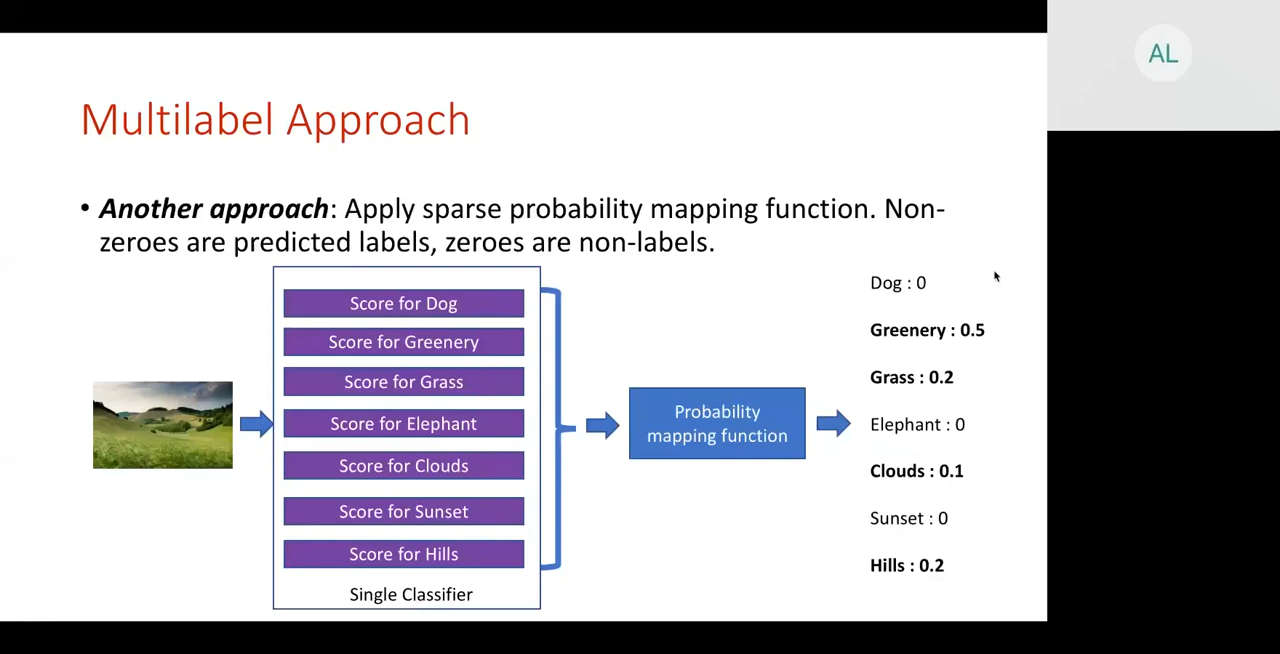 AL
Multilabel Approach
• Another approach: Apply sparse probability mapping function. Non-
zeroes are predicted labels, zeroes are non-labels.
Score for Dog
Score for Greenery
Score for Grass
Score for Elephant
Score for Clouds
Score for Sunset
Score for Hills
Single Classifier
Probability
mapping function
Dog : 0
Greenery : 0.5
Grass : 0.2
Elephant : 0
Clouds : 0.1
Sunset : 0
Hills : 0.2